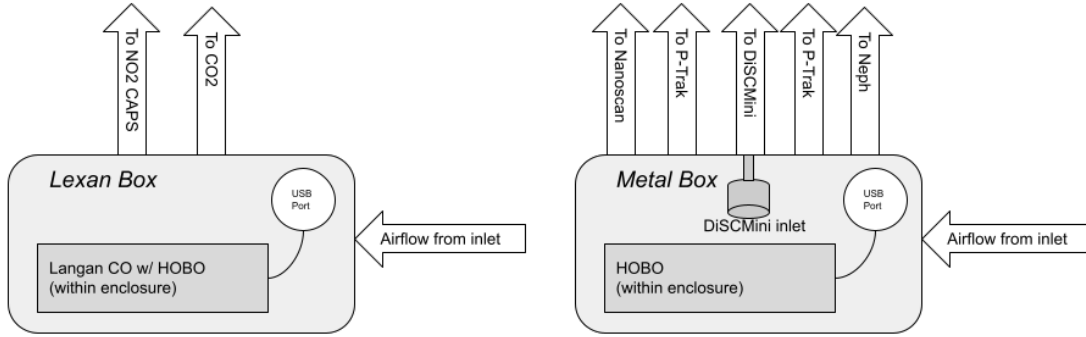 To NO2 CAPS
To CO2
Lexan Box
USB
Port
Airflow from inlet
Langan CO w/ HOBO
(within enclosure)
To Nanoscan
To P-Trak
To DiSCMini
To P-Trak
To Neph
Metal Box
USB
Port
DiSCMini inlet
Airflow from inlet
HOBO
(within enclosure)